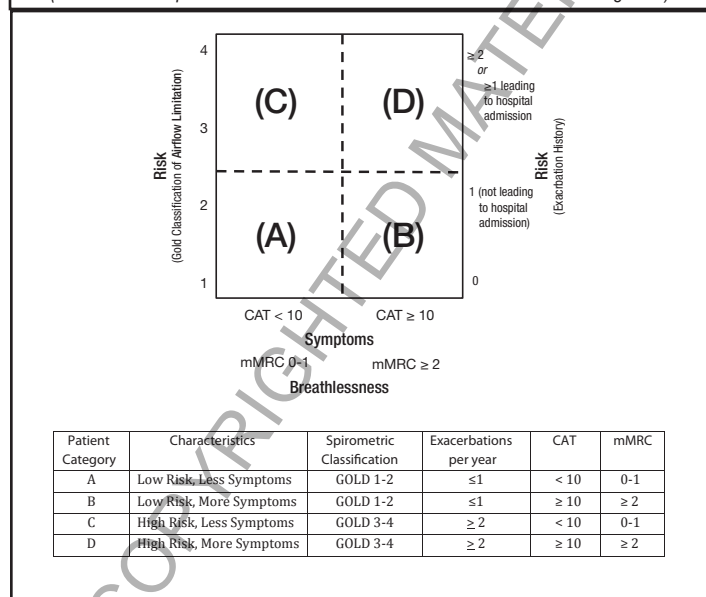 4
3
2
1
Risk
(Gold Classification of Airflow Limitation)
(C)
(D)
(A)
(B)
≥ 2
or
≥1 leading
to hospital
admission
1 (not leading
to hospital
admission)
0
Risk
(Exacrbation History)
CAT < 10 CAT ≥ 10
Symptoms
mMRC 0-1 mMRC ≥ 2
Breathlessness
Patient Category Characteristics Spirometric Classification Exacerbations per year CAT mMRC
A Low Risk, Less Symptoms GOLD 1-2 ≤1 < 10 0-1
B Low Risk, More Symptoms GOLD 1-2 ≤1 ≥ 10 ≥ 2
C High Risk, Less Symptoms GOLD 3-4 ≥ 2 < 10 0-1
D High Risk, More Symptoms GOLD 3-4 ≥ 2 ≥ 10 ≥ 2
COPYRIGHTED MATE